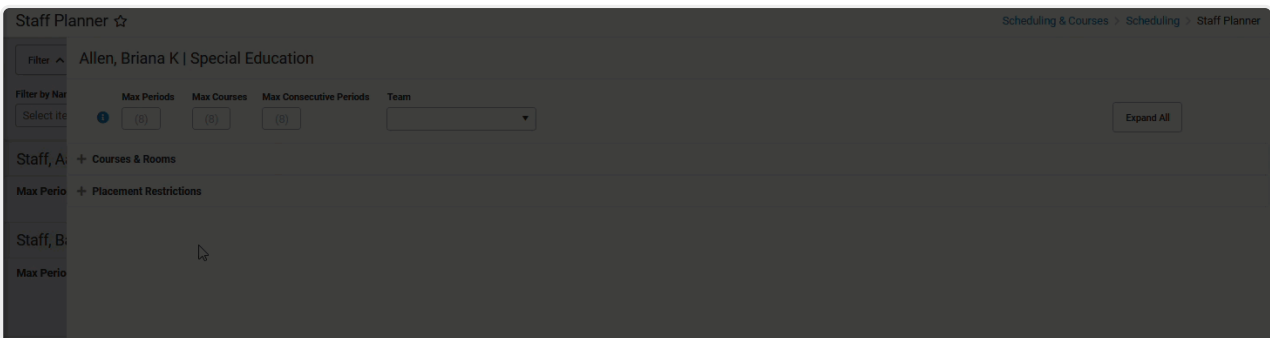 Staff Planner
Scheduling & Courses > Scheduling > Staff Planner
Filter
Allen, Briana K | Special Education
Filter by Nar
Max Periods Max Courses Max Consecutive Periods Team
Select ite
(8) (8) (8)
Expand All
Staff, A
Courses & Rooms
Max Perio
Placement Restrictions
Staff, B
Max Perio